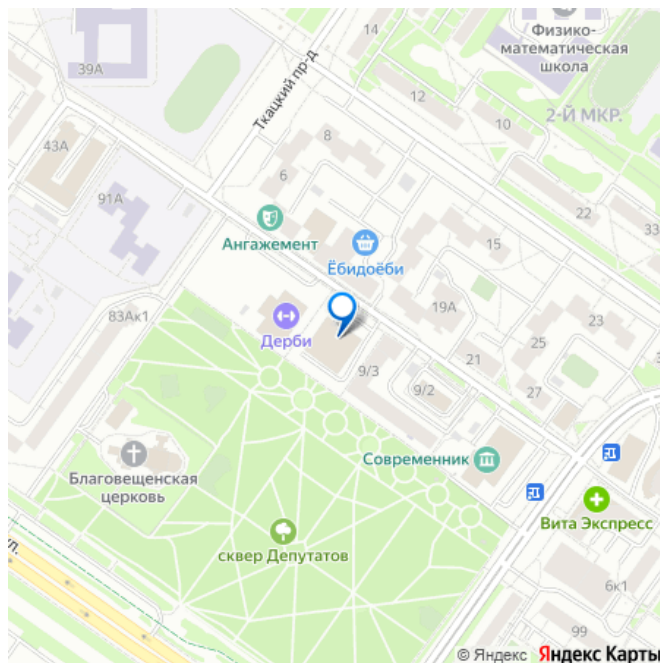 Физико-
математическая
школа
14
39А
Ткацкий пр-д
12
10
2-Й МКР.
8
43А
6
91А
22
33
Ангажемент
Ёбидоёби
15
19А
83Ак1
Дерби
23
25
21
9/3
9/2
27
Современник
Благовещенская
церковь
Вита Экспресс
ул.
сквер Депутатов
6к1
99
© Яндекс Яндекс Карты